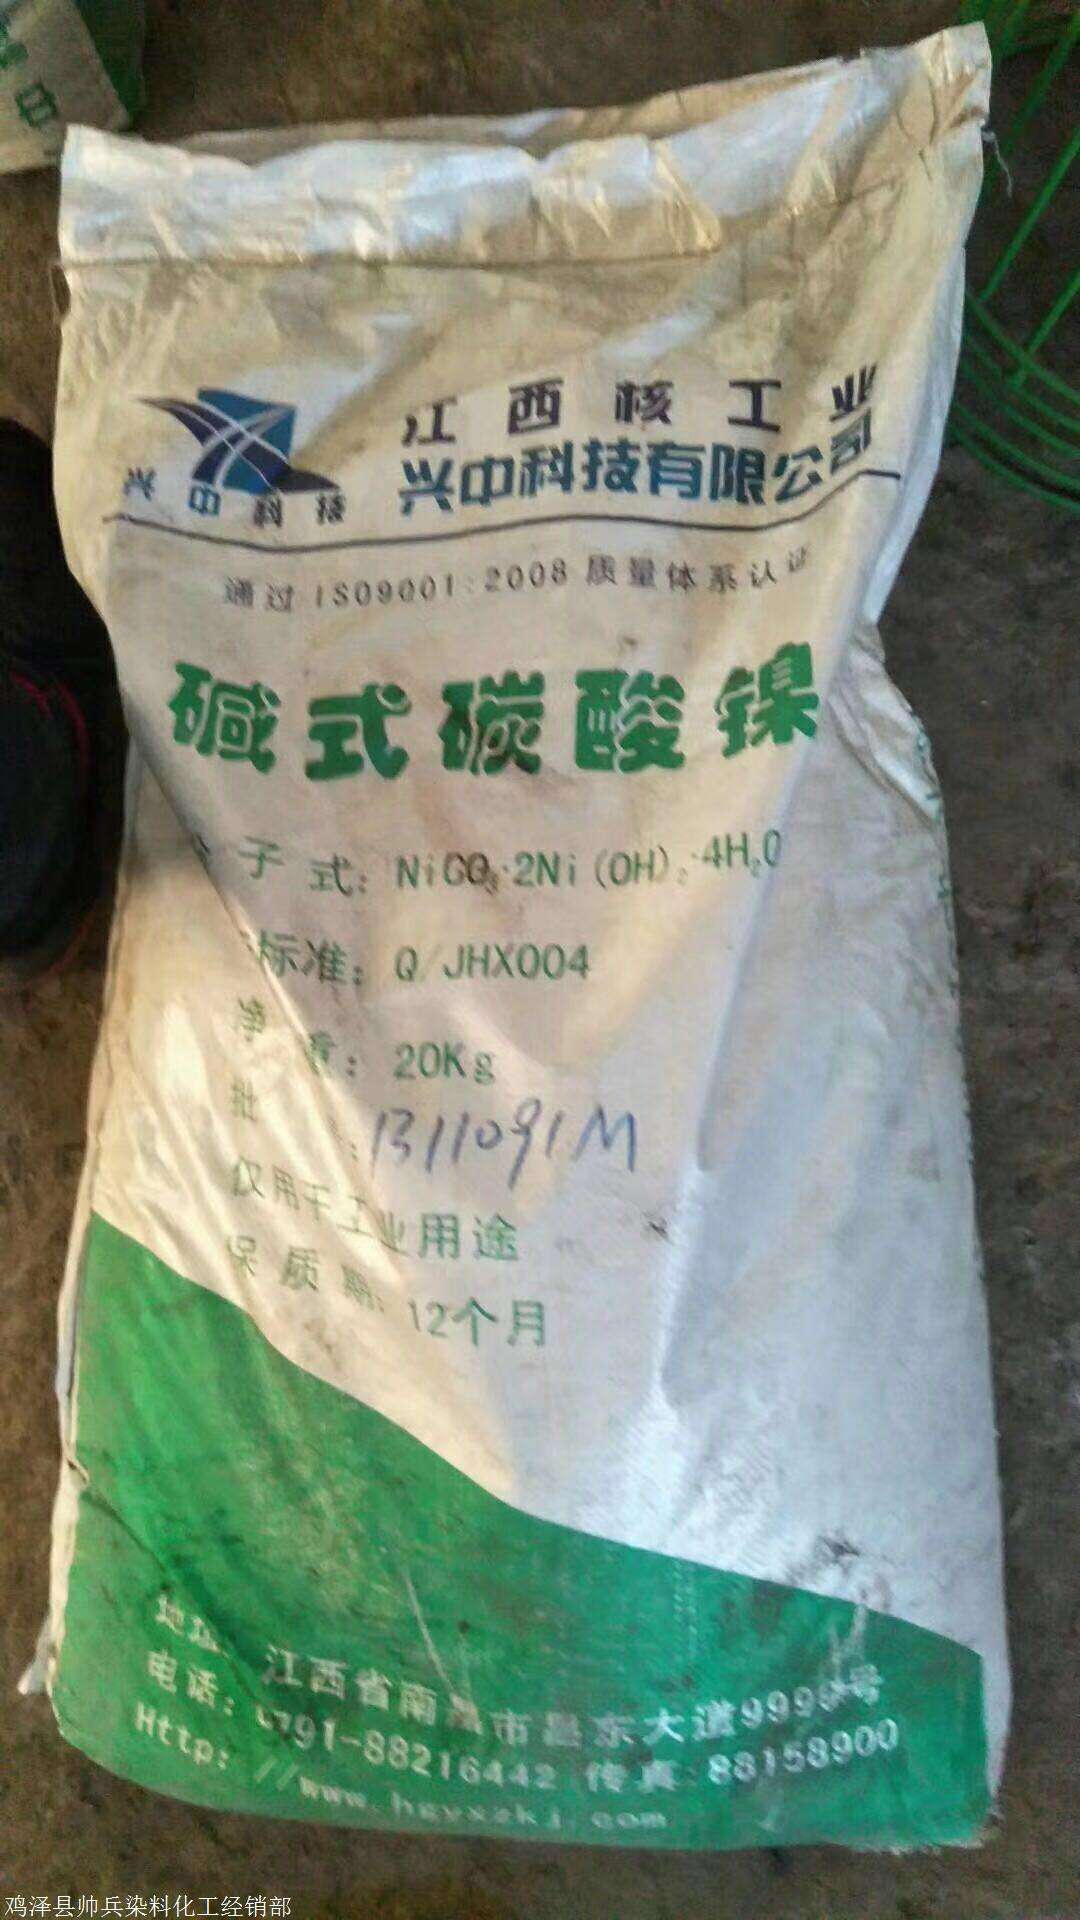 日
江西核工业
兴中科技有限公司
兴中科技
通过ISO9001:2008质量体系认证
碱式碳酸镍
子式: NiCO₃·2Ni(OH)₂·4H₂O
标准: Q/JHX004
净重: 20Kg
批 : 1311091M
仅用于工业用途
保质期: 12个月
地址: 江西省南昌市昌东大道9999号
电话: 0791-88216442 传真: 88158900
Http: //www.hgyxzkj.com
鸡泽县帅兵染料化工经销部